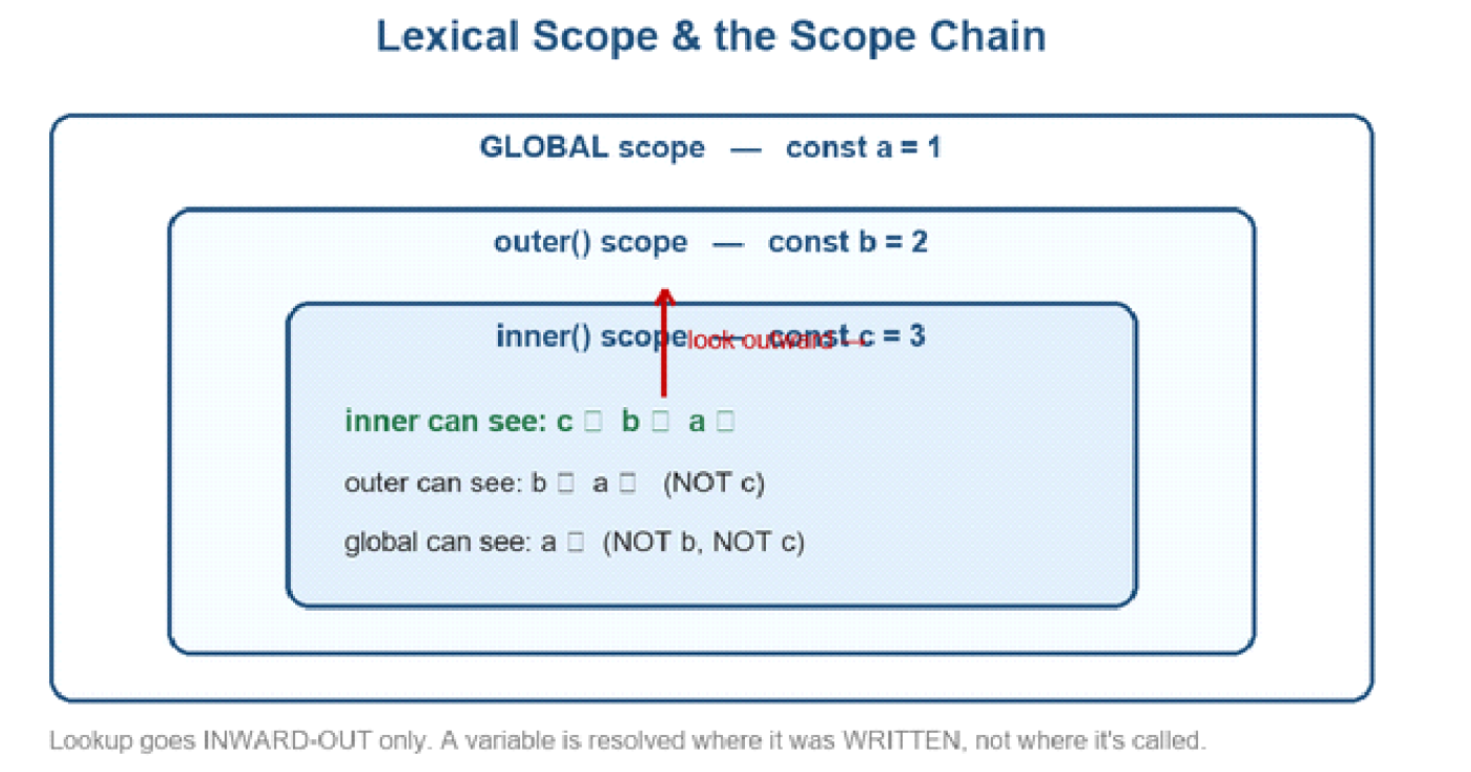 Lexical Scope & the Scope Chain
GLOBAL scope — const a = 1
outer() scope — const b = 2
inner() scope — const c = 3
look outward →
inner can see: c □ b □ a □
outer can see: b □ a □ (NOT c)
global can see: a □ (NOT b, NOT c)
Lookup goes INWARD-OUT only. A variable is resolved where it was WRITTEN, not where it's called.